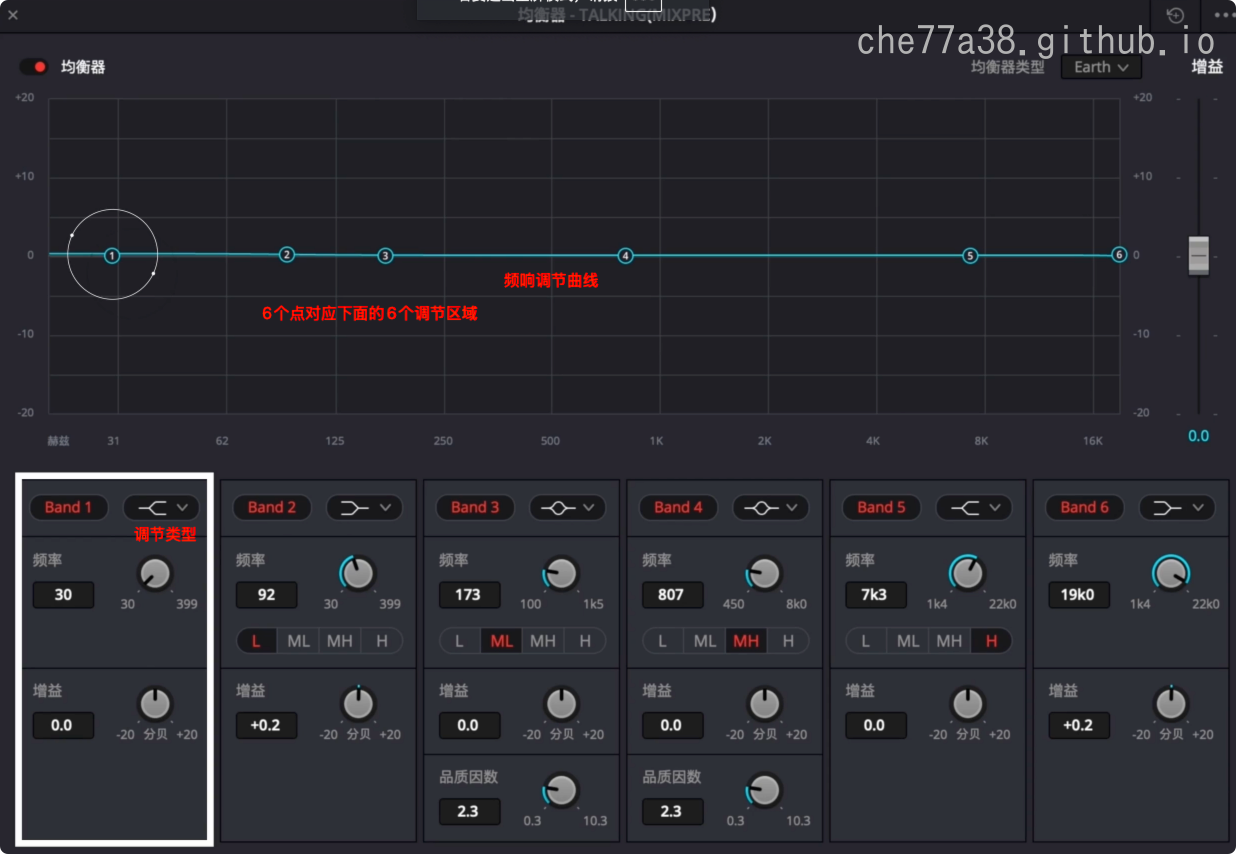 均衡器 - TALKING(MIXPRE)
che77a38.github.io
均衡器
均衡器类型
Earth
增益
+20
+10
0
-10
-20
+20
+10
0
-10
-20
1
2
3
4
5
6
频响调节曲线
6个点对应下面的6个调节区域
赫兹 31 62 125 250 500 1K 2K 4K 8K 16K
0.0
Band 1
调节类型
频率
30
30 399
增益
0.0
-20 分贝 +20
Band 2
频率
92
30 399
L ML MH H
增益
+0.2
-20 分贝 +20
Band 3
频率
173
100 1k5
L ML MH H
增益
0.0
-20 分贝 +20
品质因数
2.3
0.3 10.3
Band 4
频率
807
450 8k0
L ML MH H
增益
0.0
-20 分贝 +20
品质因数
2.3
0.3 10.3
Band 5
频率
7k3
1k4 22k0
L ML MH H
增益
0.0
-20 分贝 +20
Band 6
频率
19k0
1k4 22k0
增益
+0.2
-20 分贝 +20